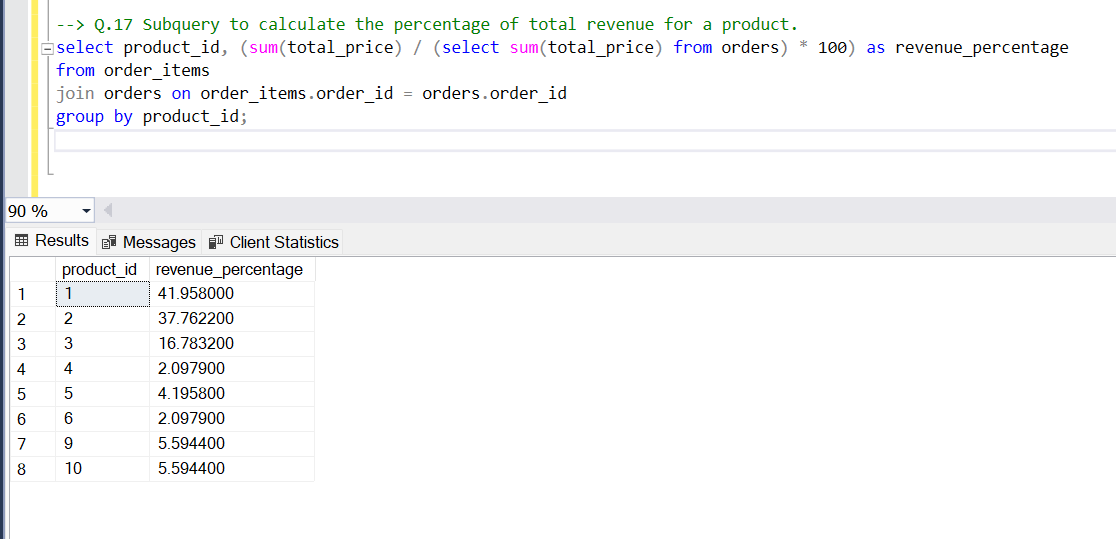 --> Q.17 Subquery to calculate the percentage of total revenue for a product.
select product_id, (sum(total_price) / (select sum(total_price) from orders) * 100) as revenue_percentage
from order_items
join orders on order_items.order_id = orders.order_id
group by product_id;
90 %
Results Messages Client Statistics
product_id revenue_percentage
1 1 41.958000
2 2 37.762200
3 3 16.783200
4 4 2.097900
5 5 4.195800
6 6 2.097900
7 9 5.594400
8 10 5.594400